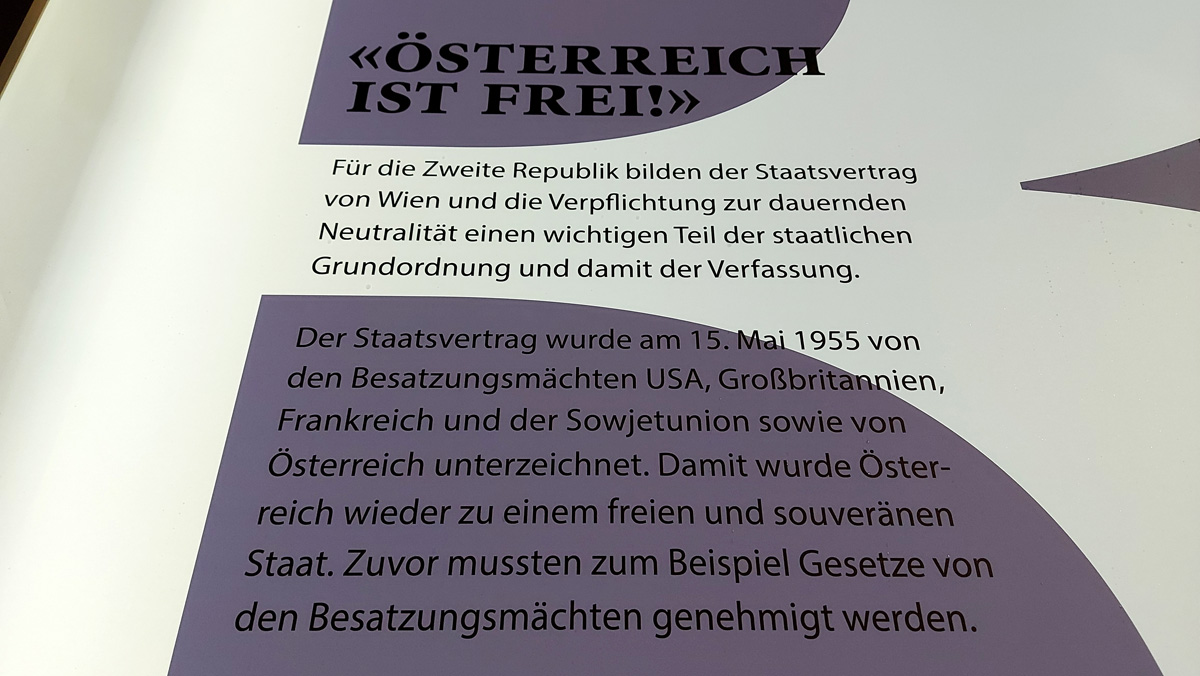 «ÖSTERREICH
IST FREI!»
Für die Zweite Republik bilden der Staatsvertrag
von Wien und die Verpflichtung zur dauernden
Neutralität einen wichtigen Teil der staatlichen
Grundordnung und damit der Verfassung.
Der Staatsvertrag wurde am 15. Mai 1955 von
den Besatzungsmächten USA, Großbritannien,
Frankreich und der Sowjetunion sowie von
Österreich unterzeichnet. Damit wurde Öster-
reich wieder zu einem freien und souveränen
Staat. Zuvor mussten zum Beispiel Gesetze von
den Besatzungsmächten genehmigt werden.